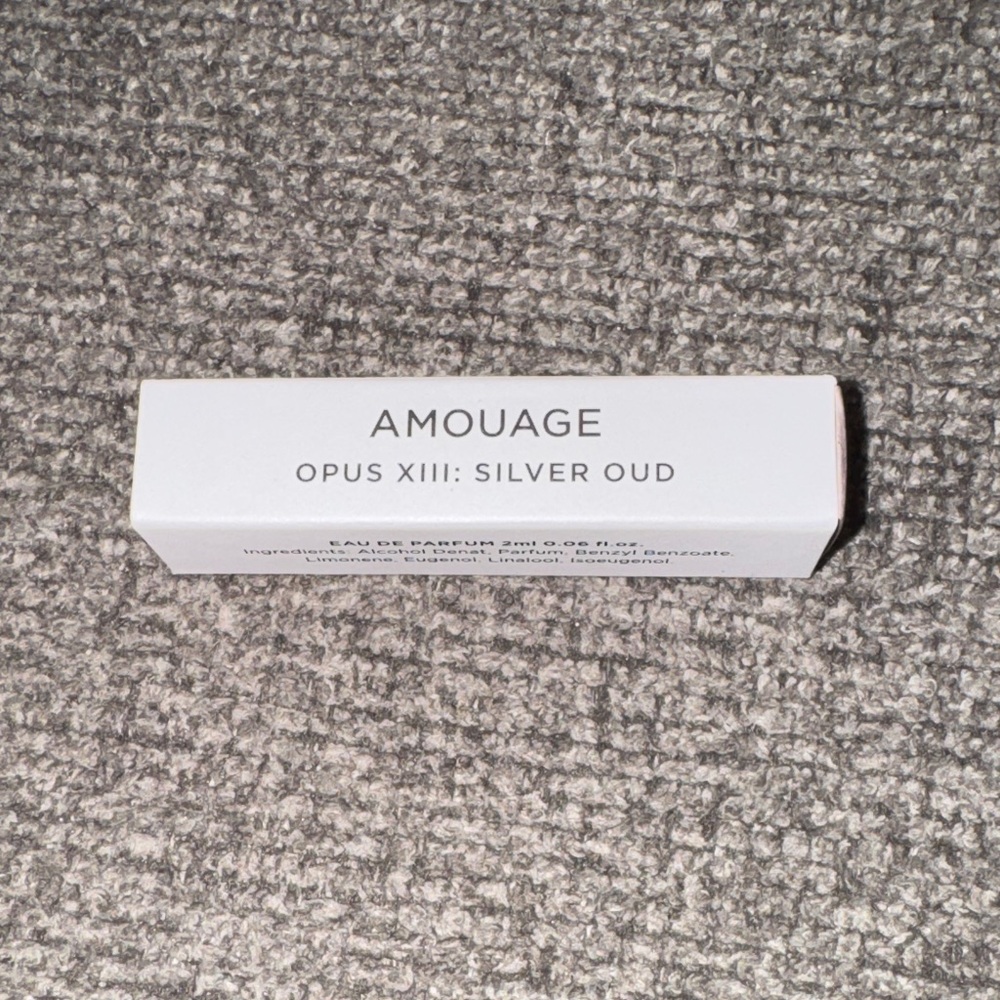 AMOUAGE
OPUS XIII: SILVER OUD
EAU DE PARFUM 2ml 0.06 fl.oz.
Ingredients: Alcohol Denat, Parfum, Benzyl Benzoate,
Limonene, Eugenol, Linalool, Isoeugenol.